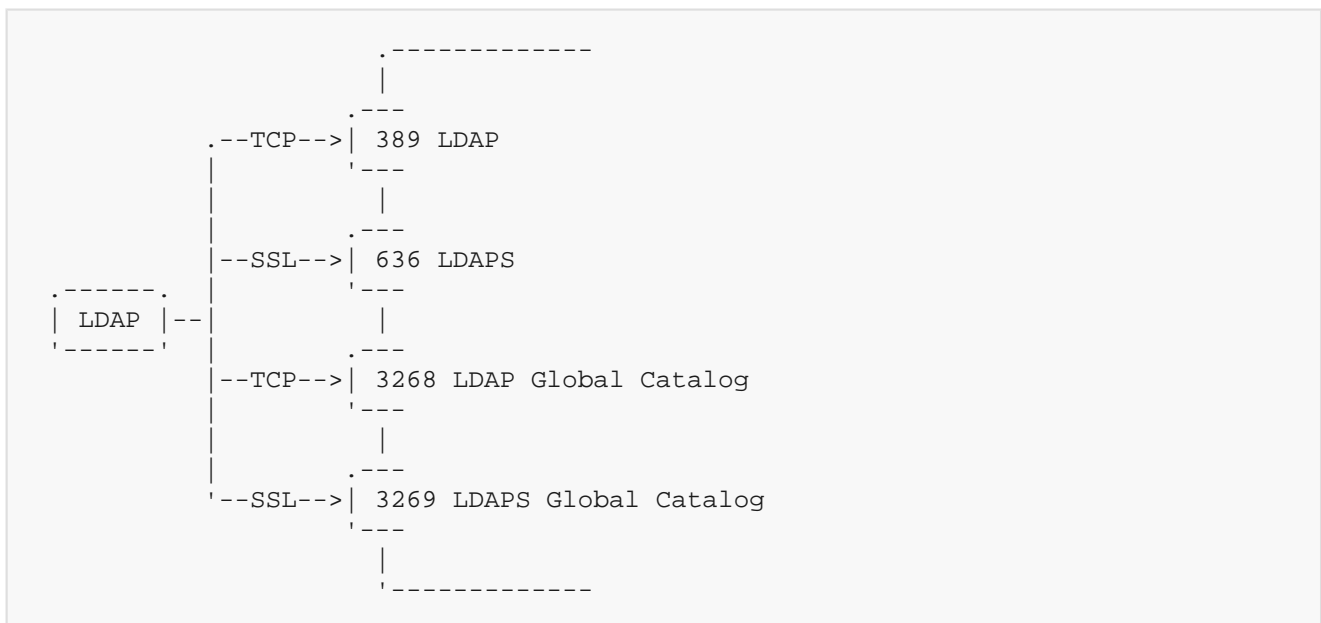 .-------------
|
.---
.--TCP-->| 389 LDAP
| '---
| |
| .---
|--SSL-->| 636 LDAPS
.------. | '---
| LDAP |--| |
'------' | .---
|--TCP-->| 3268 LDAP Global Catalog
| '---
| |
| .---
'--SSL-->| 3269 LDAPS Global Catalog
'---
|
'-------------